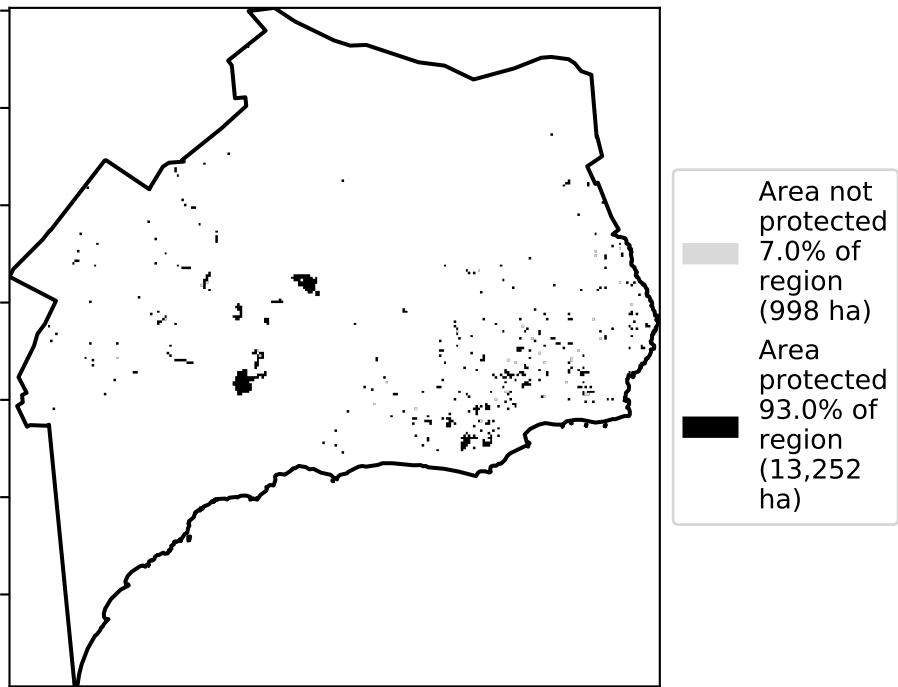 Area not
protected
7.0% of
region
(998 ha)
Area
protected
93.0% of
region
(13,252
ha)